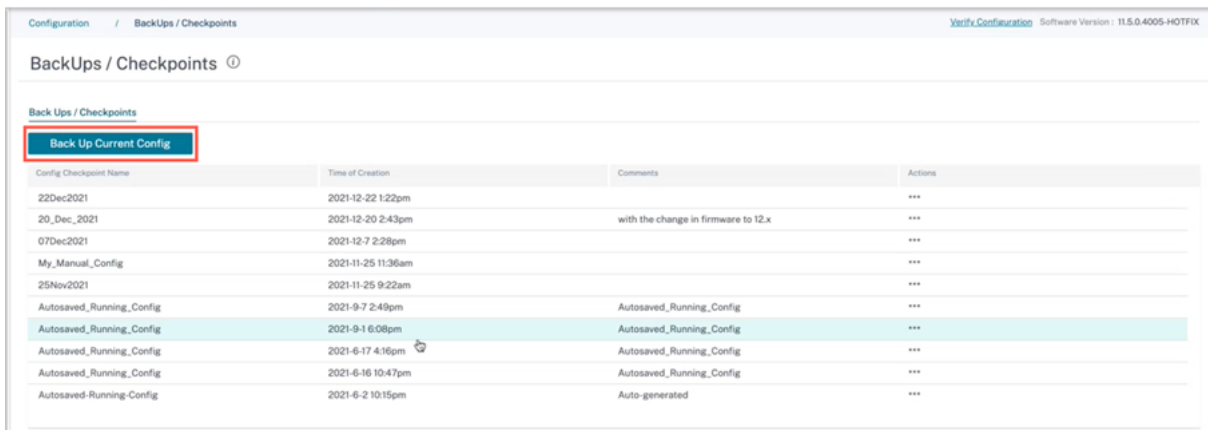 Configuration / BackUps / Checkpoints Verify Configuration Software Version : 11.5.0.4005-HOTFIX
BackUps / Checkpoints
Back Ups / Checkpoints
Back Up Current Config
Config Checkpoint Name Time of Creation Comments Actions
22Dec2021 2021-12-22 1:22pm ***
20_Dec_2021 2021-12-20 2:43pm with the change in firmware to 12.x ***
07Dec2021 2021-12-7 2:28pm ***
My_Manual_Config 2021-11-25 11:36am ***
25Nov2021 2021-11-25 9:22am ***
Autosaved_Running_Config 2021-9-7 2:49pm Autosaved_Running_Config ***
Autosaved_Running_Config 2021-9-1 6:08pm Autosaved_Running_Config ***
Autosaved_Running_Config 2021-6-17 4:16pm Autosaved_Running_Config ***
Autosaved_Running_Config 2021-6-16 10:47pm Autosaved_Running_Config ***
Autosaved-Running-Config 2021-6-2 10:15pm Auto-generated ***